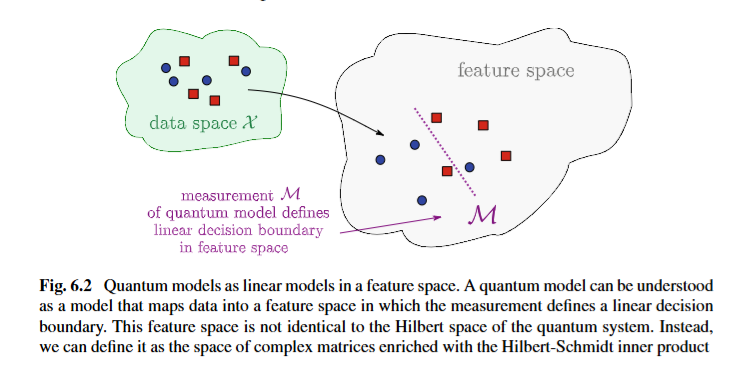 data space 𝒳
feature space
measurement ℳ
of quantum model defines
linear decision boundary
in feature space
ℳ
Fig. 6.2 Quantum models as linear models in a feature space. A quantum model can be understood
as a model that maps data into a feature space in which the measurement defines a linear decision
boundary. This feature space is not identical to the Hilbert space of the quantum system. Instead,
we can define it as the space of complex matrices enriched with the Hilbert-Schmidt inner product